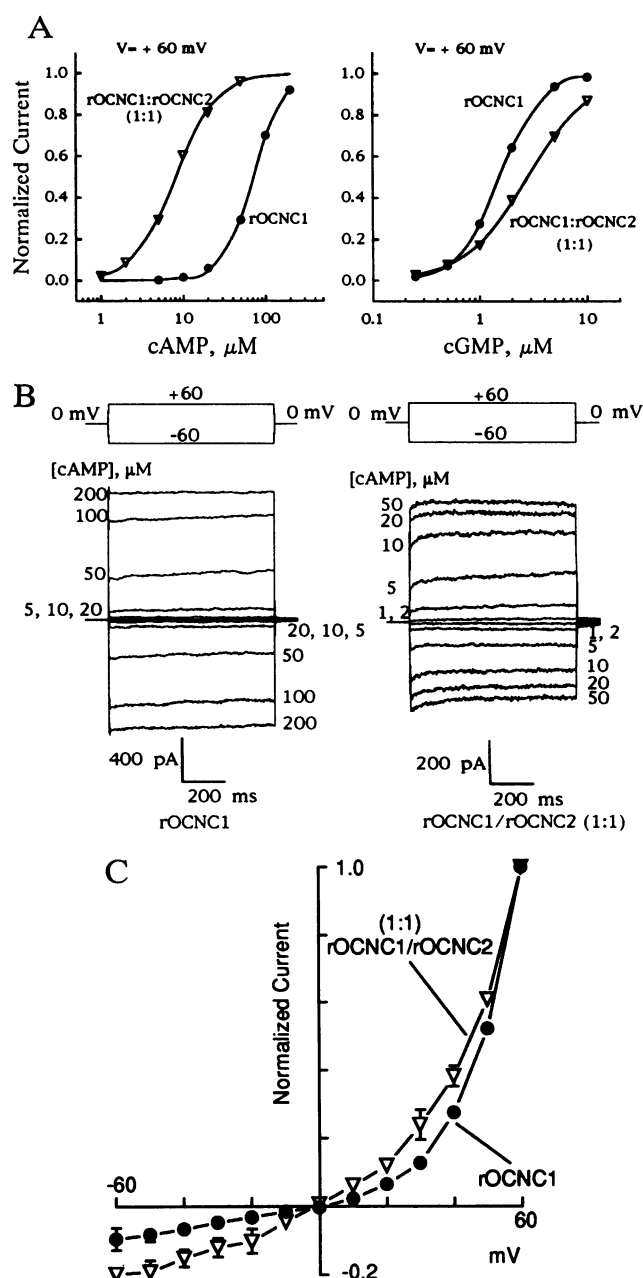 A
V= + 60 mV
V= + 60 mV
Normalized Current
1.0
0.8
0.6
0.4
0.2
0.0
rOCNC1:rOCNC2
(1:1)
rOCNC1
1
10
100
cAMP, μM
1.0
0.8
0.6
0.4
0.2
0.0
rOCNC1
rOCNC1:rOCNC2
(1:1)
0.1
1
10
cGMP, μM
B
0 mV
+60
-60
0 mV
0 mV
+60
-60
0 mV
[cAMP], μM
200
100
50
5, 10, 20
20, 10, 5
50
100
200
400 pA
200 ms
rOCNC1
[cAMP], μM
50
20
10
5
1, 2
1, 2
5
10
20
50
200 pA
200 ms
rOCNC1/rOCNC2 (1:1)
C
1.0
Normalized Current
(1:1)
rOCNC1/rOCNC2
rOCNC1
-60
60
mV
-0.2